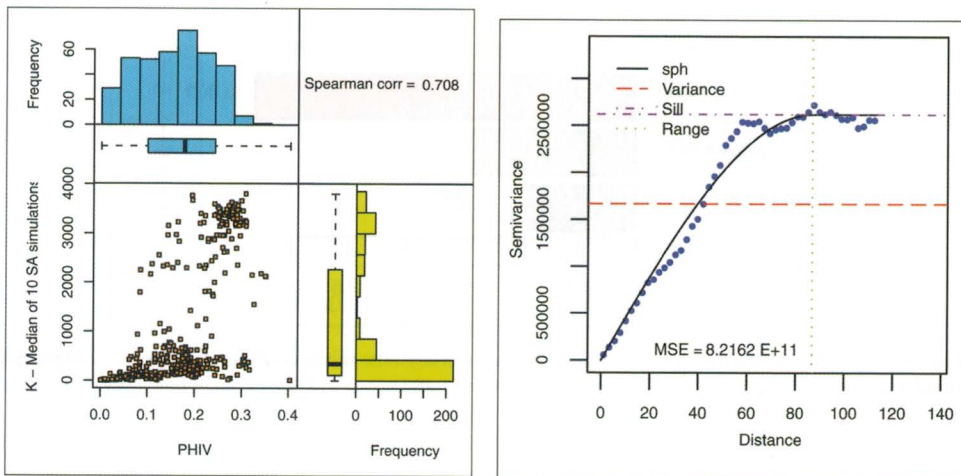 Frequency
0 20 60
Spearman corr = 0.708
K – Median of 10 SA simulations
0 1000 2000 3000 4000
0.0 0.1 0.2 0.3 0.4
PHIV
0 50 100 200
Frequency
Semivariance
0 500000 1500000 2500000
sph
Variance
Sill
Range
MSE = 8.2162 E+11
0 20 40 60 80 100 120 140
Distance